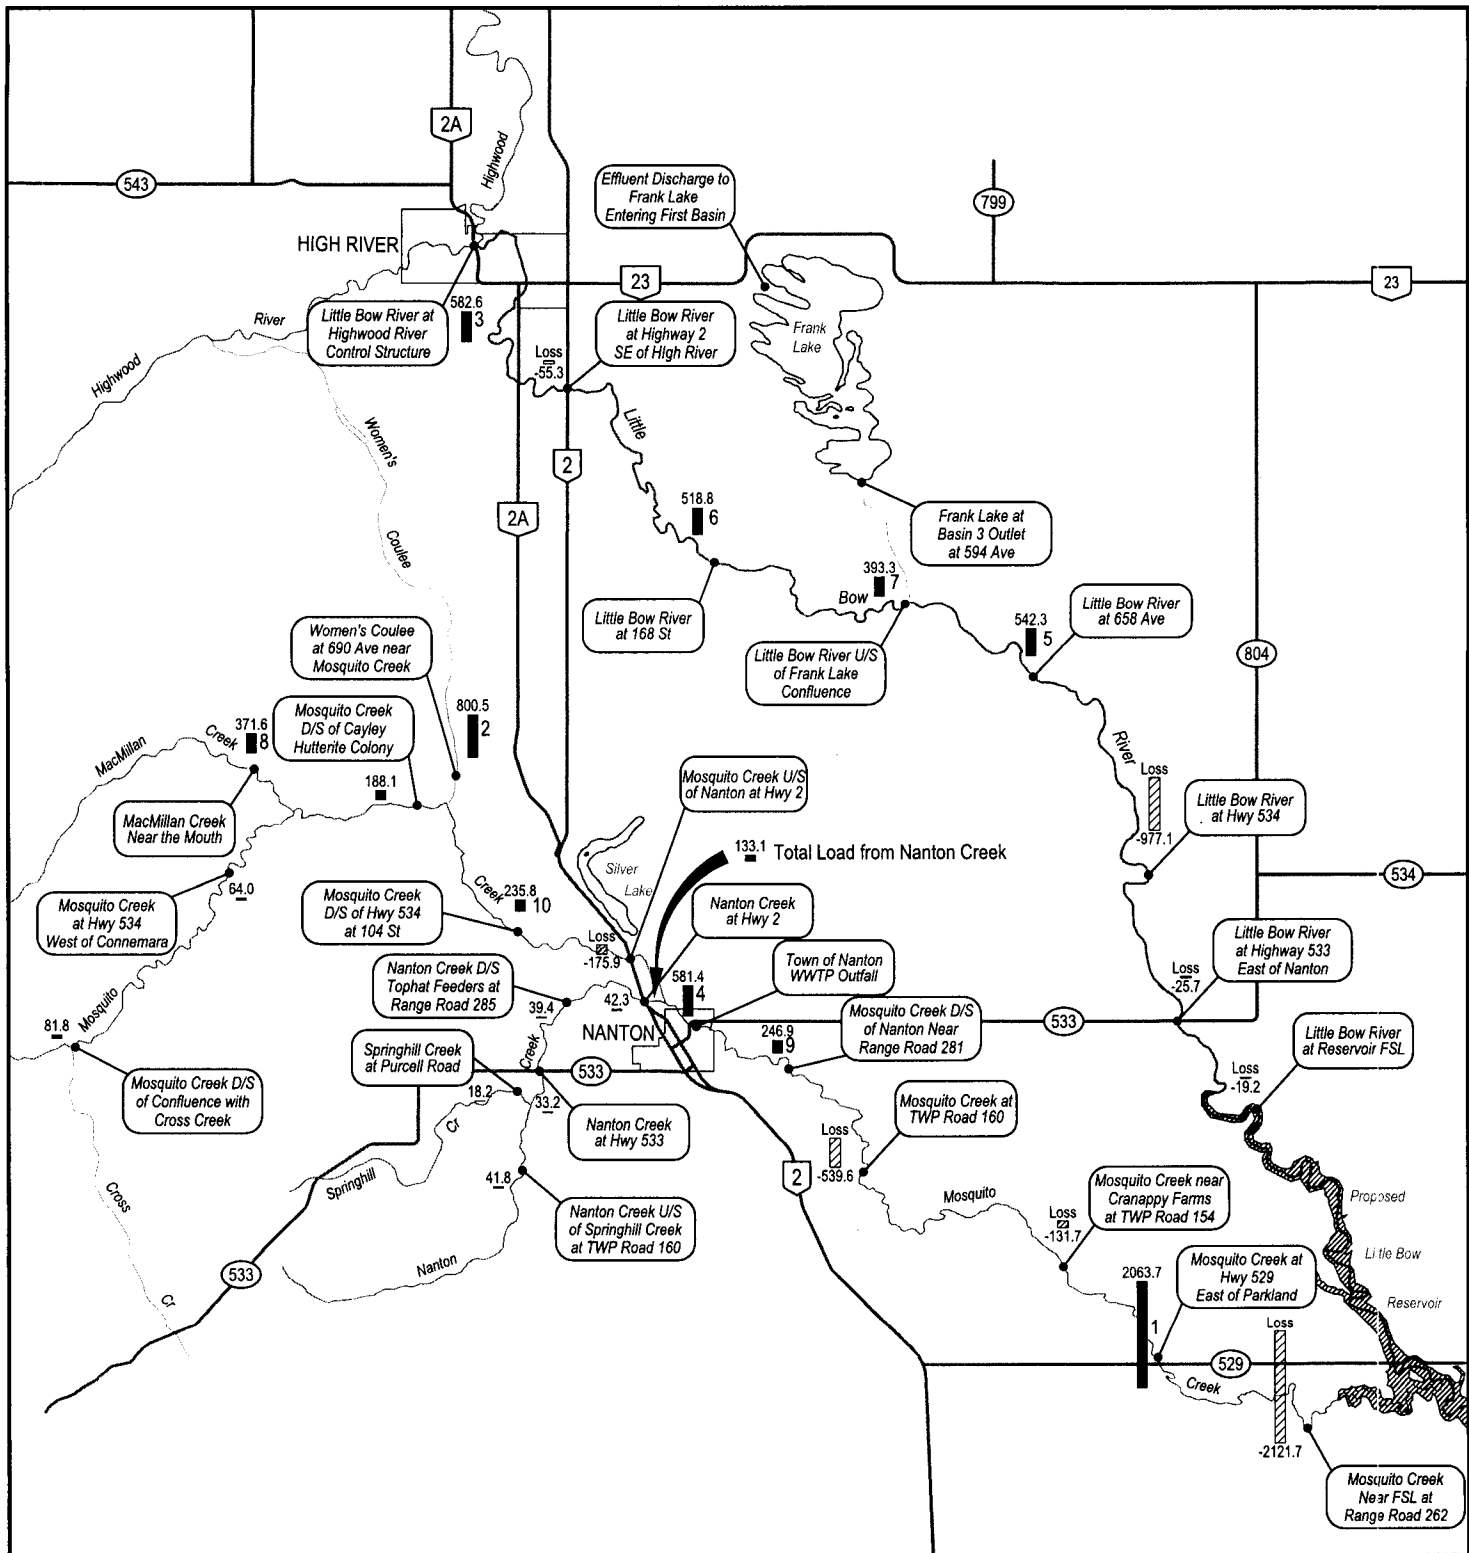 2A
Highwood
543
Effluent Discharge to
Frank Lake
Entering First Basin
799
HIGH RIVER
23
23
582.6
3
Little Bow River at
Highwood River
Control Structure
River
Highwood
Loss
-55.3
Little Bow River
at Highway 2
SE of High River
Frank
Lake
Women's
Coulee
Little
2
2A
518.8
6
Frank Lake at
Basin 3 Outlet
at 594 Ave
393.3
7
Bow
Little Bow River
at 168 St
Little Bow River U/S
of Frank Lake
Confluence
542.3
5
Little Bow River
at 658 Ave
804
Women's Coulee
at 690 Ave near
Mosquito Creek
800.5
2
Mosquito Creek
D/S of Cayley
Hutterite Colony
371.6
8
MacMillan
Creek
188.1
MacMillan Creek
Near the Mouth
River
Loss
-977.1
Little Bow River
at Hwy 534
534
Mosquito Creek U/S
of Nanton at Hwy 2
133.1
Total Load from Nanton Creek
Silver
Lake
64.0
Mosquito Creek
at Hwy 534
West of Connemara
Mosquito Creek
D/S of Hwy 534
at 104 St
Creek
235.8
10
Loss
-175.9
Nanton Creek
at Hwy 2
Town of Nanton
WWTP Outfall
Little Bow River
at Highway 533
East of Nanton
Loss
-25.7
Nanton Creek D/S
Tophat Feeders at
Range Road 285
39.4
42.3
581.4
4
NANTON
Mosquito Creek D/S
of Nanton Near
Range Road 281
246.9
9
533
Little Bow River
at Reservoir FSL
Mosquito
81.8
Mosquito Creek D/S
of Confluence with
Cross Creek
Springhill Creek
at Purcell Road
Creek
533
18.2
33.2
Cr
Nanton Creek
at Hwy 533
Loss
-19.2
Mosquito Creek at
TWP Road 160
Loss
-539.6
2
Springhill
41.8
Nanton Creek U/S
of Springhill Creek
at TWP Road 160
Nanton
Cross
Cr
533
Mosquito
Mosquito Creek near
Cranappy Farms
at TWP Road 154
Loss
-131.7
Proposed
Little Bow
Reservoir
Mosquito Creek at
Hwy 529
East of Parkland
2063.7
1
Loss
529
Creek
-2121.7
Mosquito Creek
Near FSL at
Range Road 262